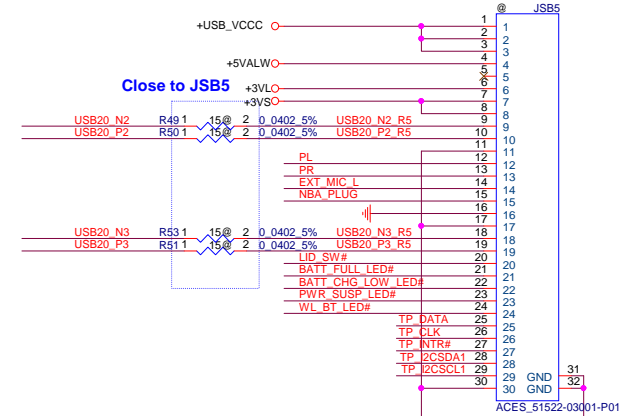 @ JSB5
+USB_VCCC 1 1
2 2
3 3
+5VALW 4 4
5 5
Close to JSB5 +3VL 6 6
+3VS 7 7
8 8
USB20_N2 R49 1 15@ 2 0_0402_5% USB20_N2_R5 9 9
USB20_P2 R50 1 15@ 2 0_0402_5% USB20_P2_R5 10 10
11 11
PL 12 12
PR 13 13
EXT_MIC_L 14 14
NBA_PLUG 15 15
16 16
17 17
USB20_N3 R53 1 15@ 2 0_0402_5% USB20_N3_R5 18 18
USB20_P3 R51 1 15@ 2 0_0402_5% USB20_P3_R5 19 19
LID_SW# 20 20
BATT_FULL_LED# 21 21
BATT_CHG_LOW_LED# 22 22
PWR_SUSP_LED# 23 23
WL_BT_LED# 24 24
TP_DATA 25 25
TP_CLK 26 26
TP_INTR# 27 27
TP_I2CSDA1 28 28
TP_I2CSCL1 29 29 GND 31
30 30 GND 32
ACES_51522-03001-P01